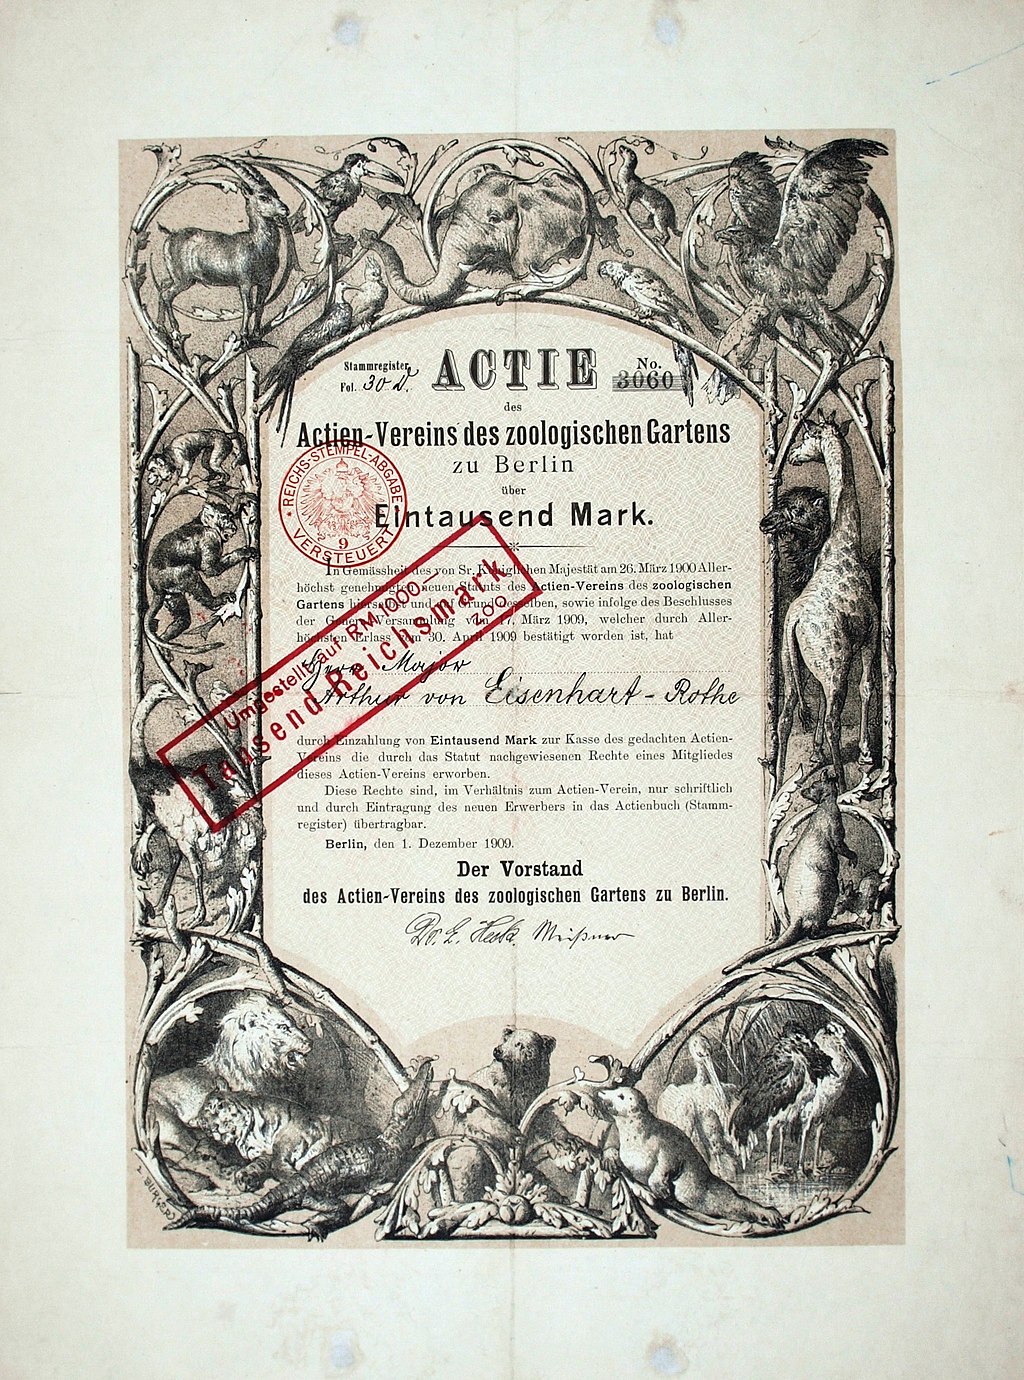 Stammregister
Fol. 30 d.
ACTIE
No.
3060
des
Actien-Vereins des zoologischen Gartens
zu Berlin
über
Eintausend Mark.
REICHS-STEMPEL-ABGABE
9
VERSTEUERT
In Gemässheit des von Sr. Königlichen Majestät am 26. März 1900 Aller-
höchst genehmigten neuen Statuts des Actien-Vereins des zoologischen
Gartens hierselbst und auf Grund desselben, sowie infolge des Beschlusses
der General-Versammlung vom 17. März 1909, welcher durch Aller-
höchsten Erlass vom 30. April 1909 bestätigt worden ist, hat
Herr Major
Arthur von Eisenhart-Rothe
Umgestellt auf RM 1000.—
Tausend Reichsmark
ZOO
durch Einzahlung von Eintausend Mark zur Kasse des gedachten Actien-
Vereins die durch das Statut nachgewiesenen Rechte eines Mitgliedes
dieses Actien-Vereins erworben.
Diese Rechte sind, im Verhältnis zum Actien-Verein, nur schriftlich
und durch Eintragung des neuen Erwerbers in das Actienbuch (Stamm-
register) übertragbar.
Berlin, den 1. Dezember 1909.
Der Vorstand
des Actien-Vereins des zoologischen Gartens zu Berlin.
Dr. L. Heck. Meißner